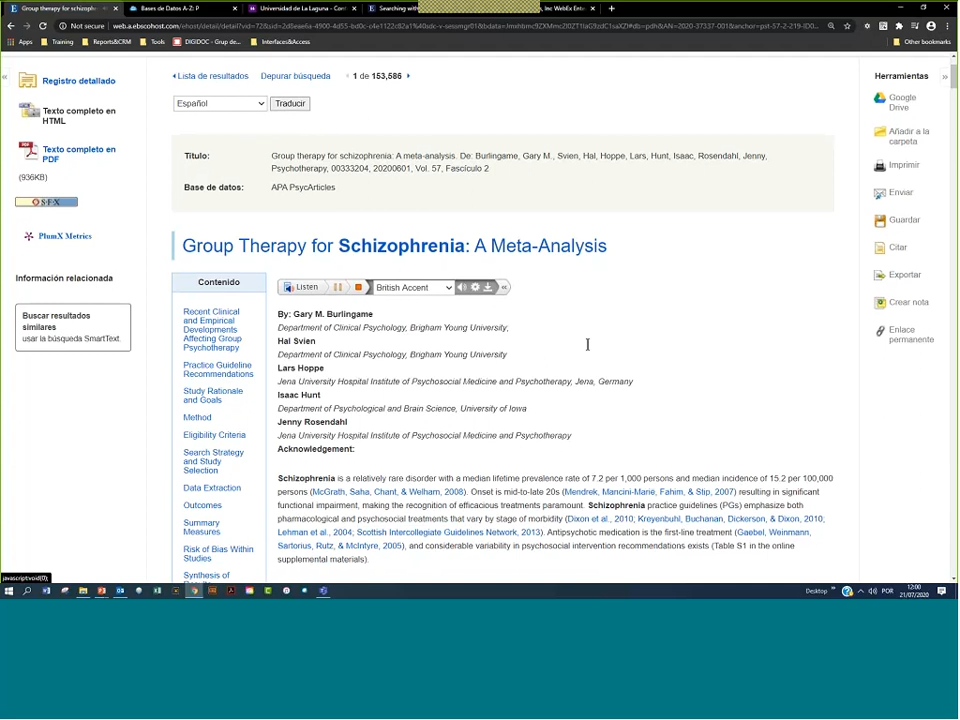 Group therapy for schizophren
Bases de Datos A-Z: P
Universidad de La Laguna - Con
Searching with
, Inc WebEx Enter
Not secure
Apps
Training
Reports&CRM
Tools
DIGIDOC - Grup de...
Interfaces&Access
Other bookmarks
Registro detallado
Texto completo en
HTML
Texto completo en
PDF
(936KB)
S·F·X
PlumX Metrics
Información relacionada
Buscar resultados
similares
usar la búsqueda SmartText.
Lista de resultados
Depurar búsqueda
1 de 153,586
Español
Traducir
Título:
Group therapy for schizophrenia: A meta-analysis. De: Burlingame, Gary M., Svien, Hal, Hoppe, Lars, Hunt, Isaac, Rosendahl, Jenny,
Psychotherapy, 00333204, 20200601, Vol. 57, Fascículo 2
Base de datos:
APA PsycArticles
Group Therapy for Schizophrenia: A Meta-Analysis
Contenido
Recent Clinical
and Empirical
Developments
Affecting Group
Psychotherapy
Practice Guideline
Recommendations
Study Rationale
and Goals
Method
Eligibility Criteria
Search Strategy
and Study
Selection
Data Extraction
Outcomes
Summary
Measures
Risk of Bias Within
Studies
Synthesis of
Listen
British Accent
By: Gary M. Burlingame
Department of Clinical Psychology, Brigham Young University;
Hal Svien
Department of Clinical Psychology, Brigham Young University
Lars Hoppe
Jena University Hospital Institute of Psychosocial Medicine and Psychotherapy, Jena, Germany
Isaac Hunt
Department of Psychological and Brain Science, University of Iowa
Jenny Rosendahl
Jena University Hospital Institute of Psychosocial Medicine and Psychotherapy
Acknowledgement:
Schizophrenia is a relatively rare disorder with a median lifetime prevalence rate of 7.2 per 1,000 persons and median incidence of 15.2 per 100,000
persons (McGrath, Saha, Chant, & Welham, 2008). Onset is mid-to-late 20s (Mendrek, Mancini-Marie, Fahim, & Stip, 2007) resulting in significant
functional impairment, making the recognition of efficacious treatments paramount. Schizophrenia practice guidelines (PGs) emphasize both
pharmacological and psychosocial treatments that vary by stage of morbidity (Dixon et al., 2010; Kreyenbuhl, Buchanan, Dickerson, & Dixon, 2010;
Lehman et al., 2004; Scottish Intercollegiate Guidelines Network, 2013). Antipsychotic medication is the first-line treatment (Gaebel, Weinmann,
Sartorius, Rutz, & McIntyre, 2005), and considerable variability in psychosocial intervention recommendations exists (Table S1 in the online
supplemental materials).
Herramientas
Google
Drive
Añadir a la
carpeta
Imprimir
Enviar
Guardar
Citar
Exportar
Crear nota
Enlace
permanente
javascript:void(0);
Desktop
POR
12:00
21/07/2020